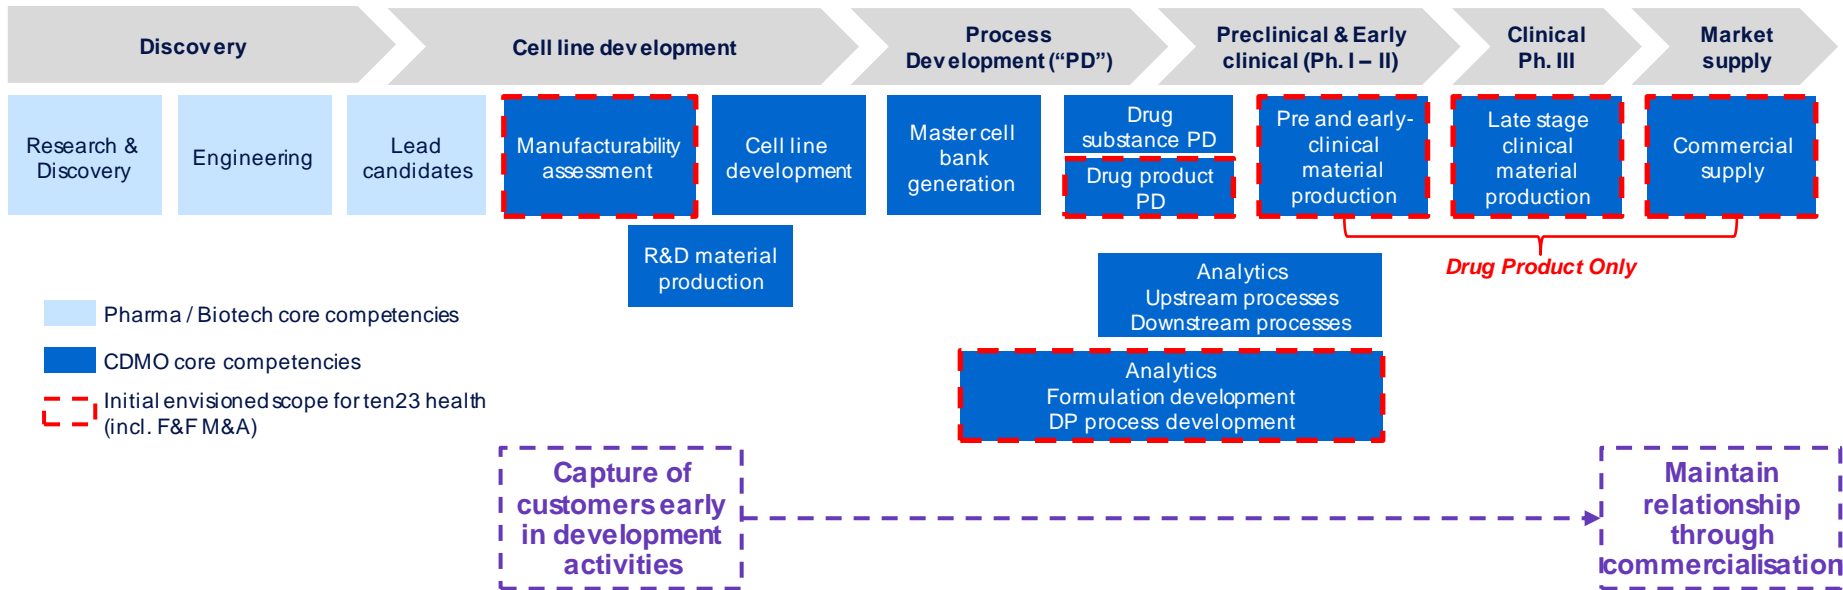 Discovery
Cell line development
Process
Development (“PD”)
Preclinical & Early
clinical (Ph. I – II)
Clinical
Ph. III
Market
supply
Research &
Discovery
Engineering
Lead
candidates
Manufacturability
assessment
Cell line
development
Master cell
bank
generation
Drug
substance PD
Drug product
PD
Pre and early-
clinical
material
production
Late stage
clinical
material
production
Commercial
supply
R&D material
production
Drug Product Only
Analytics
Upstream processes
Downstream processes
Analytics
Formulation development
DP process development
Pharma / Biotech core competencies
CDMO core competencies
Initial envisioned scope for ten23 health
(incl. F&F M&A)
Capture of
customers early
in development
activities
Maintain
relationship
through
commercialisation